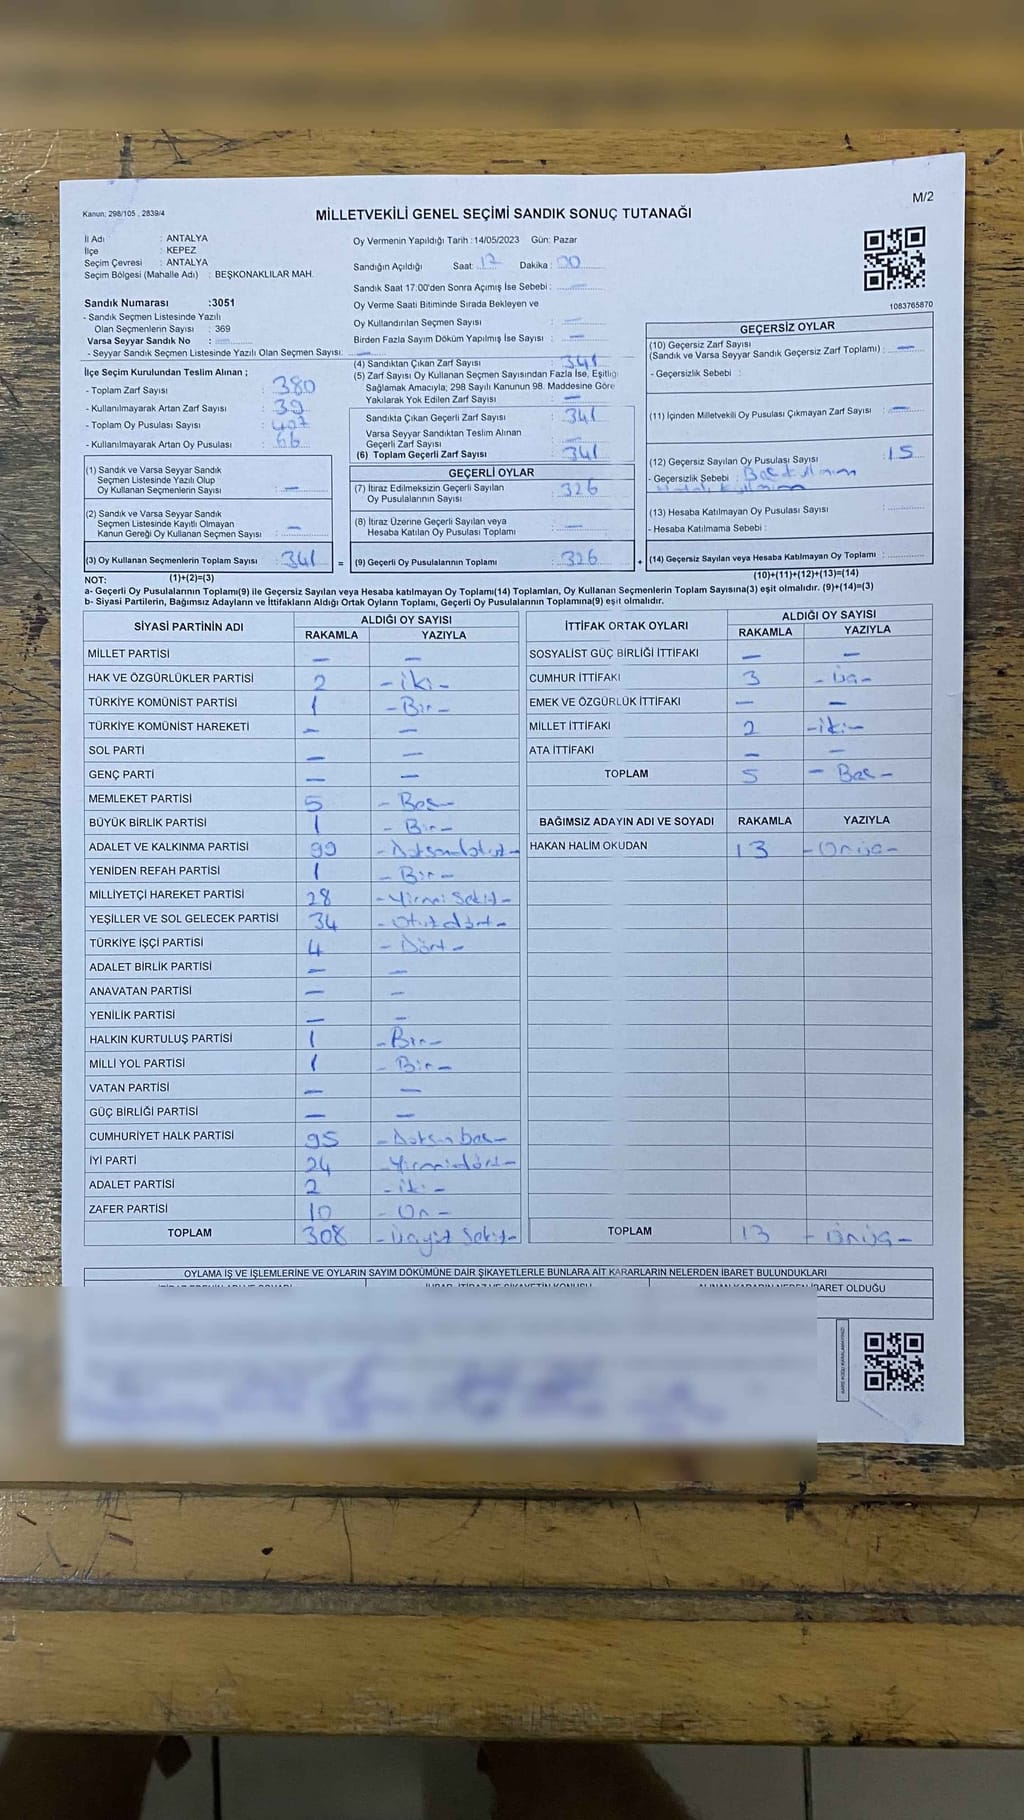 M/2
Kanun: 298/105 , 2839/4
MİLLETVEKİLİ GENEL SEÇİMİ SANDIK SONUÇ TUTANAĞI
İl Adı : ANTALYA
İlçe : KEPEZ
Seçim Çevresi : ANTALYA
Seçim Bölgesi (Mahalle Adı) : BEŞKONAKLILAR MAH.
Sandık Numarası :3051
- Sandık Seçmen Listesinde Yazılı
Olan Seçmenlerin Sayısı : 369
Varsa Seyyar Sandık No : —
- Seyyar Sandık Seçmen Listesinde Yazılı Olan Seçmen Sayısı: —
İlçe Seçim Kurulundan Teslim Alınan ;
- Toplam Zarf Sayısı : 380
- Kullanılmayarak Artan Zarf Sayısı : 39
- Toplam Oy Pusulası Sayısı : 407
- Kullanılmayarak Artan Oy Pusulası : 66
(1) Sandık ve Varsa Seyyar Sandık
Seçmen Listesinde Yazılı Olup
Oy Kullanan Seçmenlerin Sayısı : —
(2) Sandık ve Varsa Seyyar Sandık
Seçmen Listesinde Kayıtlı Olmayan
Kanun Gereği Oy Kullanan Seçmen Sayısı : —
(3) Oy Kullanan Seçmenlerin Toplam Sayısı : 341 =
Oy Vermenin Yapıldığı Tarih :14/05/2023 Gün: Pazar
Sandığın Açıldığı Saat: 17 Dakika : 00
Sandık Saat 17:00'den Sonra Açımış İse Sebebi : —
Oy Verme Saati Bitiminde Sırada Bekleyen ve
Oy Kullandırılan Seçmen Sayısı : —
Birden Fazla Sayım Döküm Yapılmış İse Sayısı : —
(4) Sandıktan Çıkan Zarf Sayısı : 341
(5) Zarf Sayısı Oy Kullanan Seçmen Sayısından Fazla İse, Eşitliği
Sağlamak Amacıyla; 298 Sayılı Kanunun 98. Maddesine Göre
Yakılarak Yok Edilen Zarf Sayısı : —
Sandıkta Çıkan Geçerli Zarf Sayısı : 341
Varsa Seyyar Sandıktan Teslim Alınan
Geçerli Zarf Sayısı : —
(6) Toplam Geçerli Zarf Sayısı : 341
GEÇERLİ OYLAR
(7) İtiraz Edilmeksizin Geçerli Sayılan
Oy Pusulalarının Sayısı : 326
(8) İtiraz Üzerine Geçerli Sayılan veya
Hesaba Katılan Oy Pusulası Toplamı : —
(9) Geçerli Oy Pusulalarının Toplamı : 326 +
1083765870
GEÇERSİZ OYLAR
(10) Geçersiz Zarf Sayısı
(Sandık ve Varsa Seyyar Sandık Geçersiz Zarf Toplamı) : —
- Geçersizlik Sebebi :
(11) İçinden Milletvekili Oy Pusulası Çıkmayan Zarf Sayısı : —
(12) Geçersiz Sayılan Oy Pusulası Sayısı : 15
- Geçersizlik Sebebi :
(13) Hesaba Katılmayan Oy Pusulası Sayısı :
- Hesaba Katılmama Sebebi :
(14) Geçersiz Sayılan veya Hesaba Katılmayan Oy Toplamı :
NOT: (1)+(2)=(3) (10)+(11)+(12)+(13)=(14)
a- Geçerli Oy Pusulalarının Toplamı(9) ile Geçersiz Sayılan veya Hesaba katılmayan Oy Toplamı(14) Toplamları, Oy Kullanan Seçmenlerin Toplam Sayısına(3) eşit olmalıdır. (9)+(14)=(3)
b- Siyasi Partilerin, Bağımsız Adayların ve İttifakların Aldığı Ortak Oyların Toplamı, Geçerli Oy Pusulalarının Toplamına(9) eşit olmalıdır.
SİYASİ PARTİNİN ADI ALDIĞI OY SAYISI
RAKAMLA YAZIYLA
MİLLET PARTİSİ — —
HAK VE ÖZGÜRLÜKLER PARTİSİ 2 -iki-
TÜRKİYE KOMÜNİST PARTİSİ 1 -Bir-
TÜRKİYE KOMÜNİST HAREKETİ — —
SOL PARTİ — —
GENÇ PARTİ — —
MEMLEKET PARTİSİ 5 -Beş-
BÜYÜK BİRLİK PARTİSİ 1 -Bir-
ADALET VE KALKINMA PARTİSİ 99 -Doksandokuz-
YENİDEN REFAH PARTİSİ 1 -Bir-
MİLLİYETÇİ HAREKET PARTİSİ 28 -Yirmi Sekiz-
YEŞİLLER VE SOL GELECEK PARTİSİ 34 -Otuzdört-
TÜRKİYE İŞÇİ PARTİSİ 4 -Dört-
ADALET BİRLİK PARTİSİ — —
ANAVATAN PARTİSİ — —
YENİLİK PARTİSİ — —
HALKIN KURTULUŞ PARTİSİ 1 -Bir-
MİLLİ YOL PARTİSİ 1 -Bir-
VATAN PARTİSİ — —
GÜÇ BİRLİĞİ PARTİSİ — —
CUMHURİYET HALK PARTİSİ 95 -Doksanbeş-
İYİ PARTİ 24 -Yirmidört-
ADALET PARTİSİ 2 -iki-
ZAFER PARTİSİ 10 -On-
TOPLAM 308 -Üçyüz Sekiz-
İTTİFAK ORTAK OYLARI ALDIĞI OY SAYISI
RAKAMLA YAZIYLA
SOSYALİST GÜÇ BİRLİĞİ İTTİFAKI — —
CUMHUR İTTİFAKI 3 -Üç-
EMEK VE ÖZGÜRLÜK İTTİFAKI — —
MİLLET İTTİFAKI 2 -iki-
ATA İTTİFAKI — —
TOPLAM 5 -Beş-
BAĞIMSIZ ADAYIN ADI VE SOYADI RAKAMLA YAZIYLA
HAKAN HALİM OKUDAN 13 -Onüç-
TOPLAM 13 -Onüç-
OYLAMA İŞ VE İŞLEMLERİNE VE OYLARIN SAYIM DÖKÜMÜNE DAİR ŞİKAYETLERLE BUNLARA AİT KARARLARIN NELERDEN İBARET BULUNDUKLARI
İBARET OLDUĞU